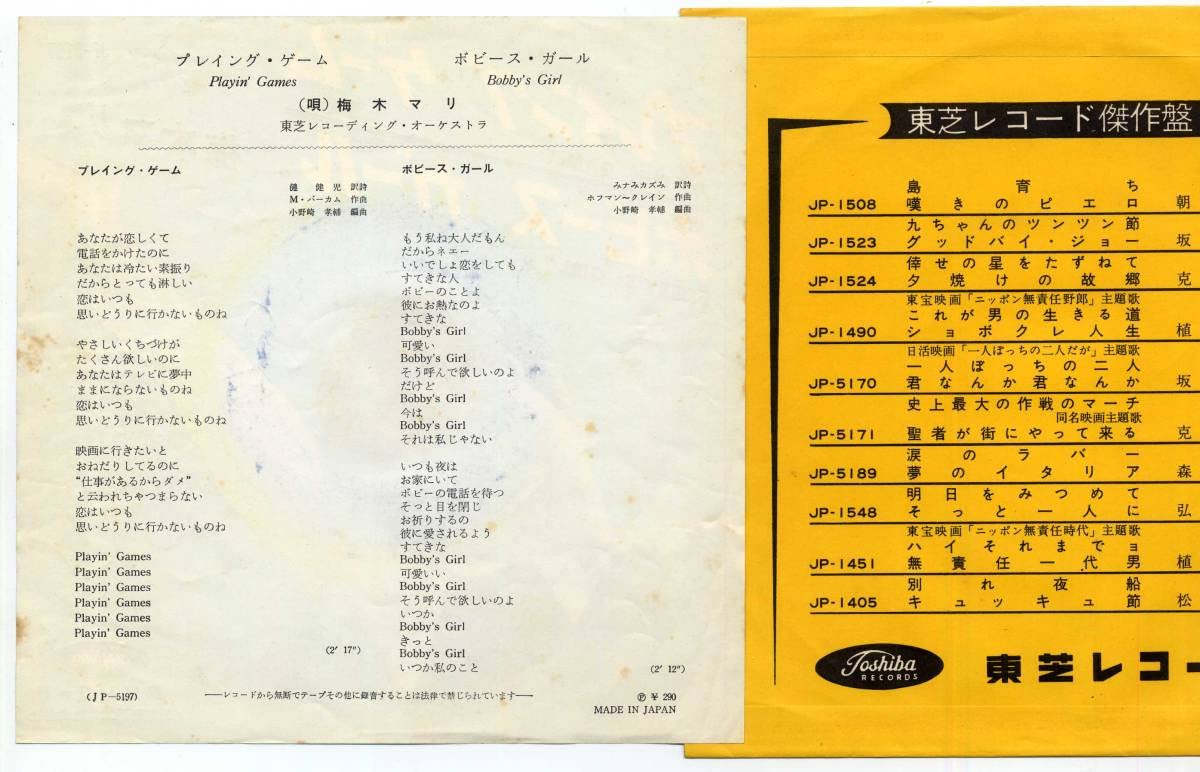 プレイング・ゲーム
Playin' Games
ボビース・ガール
Bobby's Girl
(唄) 梅木マリ
東芝レコーディング・オーケストラ
プレイング・ゲーム
健 健児 訳詩
M・バーカム 作曲
小野崎 孝輔 編曲
あなたが恋しくて
電話をかけたのに
あなたは冷たい素振り
だからとっても淋しい
恋はいつも
思いどうりに行かないものね
やさしいくちづけが
たくさん欲しいのに
あなたはテレビに夢中
ままにならないものね
恋はいつも
思いどうりに行かないものね
映画に行きたいと
おねだりしてるのに
“仕事があるからダメ”
と云われちゃつまらない
恋はいつも
思いどうりに行かないものね
Playin' Games
Playin' Games
Playin' Games
Playin' Games
Playin' Games
Playin' Games
(2' 17")
ボビース・ガール
みナみカズみ 訳詩
ホフマン〜クレイン 作曲
小野崎 孝輔 編曲
もう私ね大人だもん
だからネエー
いいでしょ恋をしても
すてきな人
ボビーのことよ
彼にお熱なのよ
すてきな
Bobby's Girl
可愛い
Bobby's Girl
そう呼んで欲しいのよ
だけど
Bobby's Girl
今は
Bobby's Girl
それは私じゃない
いつも夜は
お家にいて
ボビーの電話を待つ
そっと目を閉じ
お祈りするの
彼に愛されるよう
すてきな
Bobby's Girl
可愛いい
Bobby's Girl
そう呼んで欲しいのよ
いつか
Bobby's Girl
きっと
Bobby's Girl
いつか私のこと
(2' 12")
(JP—5197)
——レコードから無断でテープその他に録音することは法律で禁じられています——
Ⓟ ¥ 290
MADE IN JAPAN
東芝レコード傑作盤
島育ち
JP-1508 嘆きのピエロ 朝
九ちゃんのツンツン節
JP-1523 グッドバイ・ジョー 坂
倖せの星をたずねて
JP-1524 夕焼けの故郷 克
東宝映画「ニッポン無責任野郎」主題歌
これが男の生きる道
JP-1490 ショボクレ人生 植
日活映画「一人ぼっちの二人だが」主題歌
一人ぼっちの二人
JP-5170 君なんか君なんか 坂
史上最大の作戦のマーチ
同名映画主題歌
JP-5171 聖者が街にやって来る 克
涙のラバー
JP-5189 夢のイタリア 森
明日をみつめて
JP-1548 そっと一人に 弘
東宝映画「ニッポン無責任時代」主題歌
ハイそれまでョ
JP-1451 無責任一代男 植
別れ夜船
JP-1405 キュッキュ節 松
Toshiba
RECORDS
東芝レコー